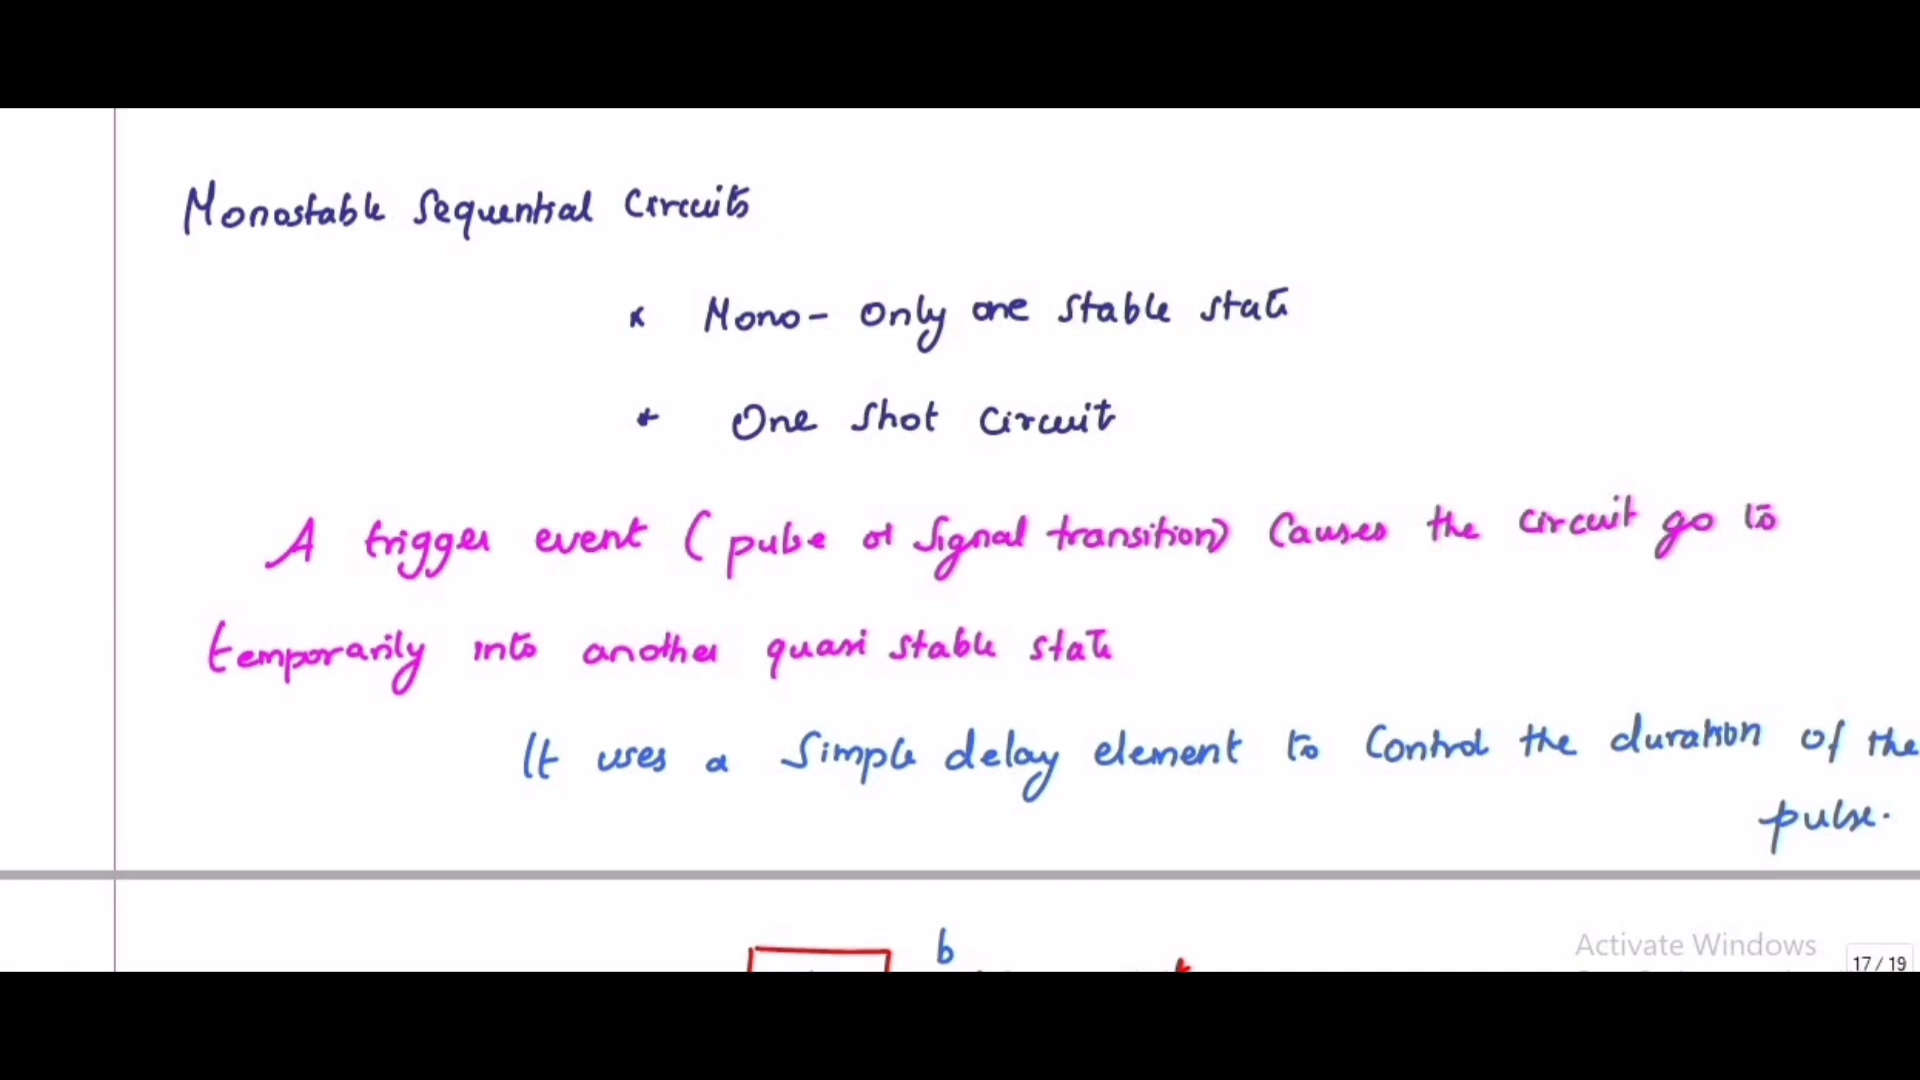 Monostable Sequential Circuits
* Mono - Only one stable state
* One Shot Circuit
A trigger event (pulse or signal transition) causes the circuit go to
temporarily into another quasi stable state
It uses a simple delay element to control the duration of the
pulse.
b
Activate Windows
17 / 19